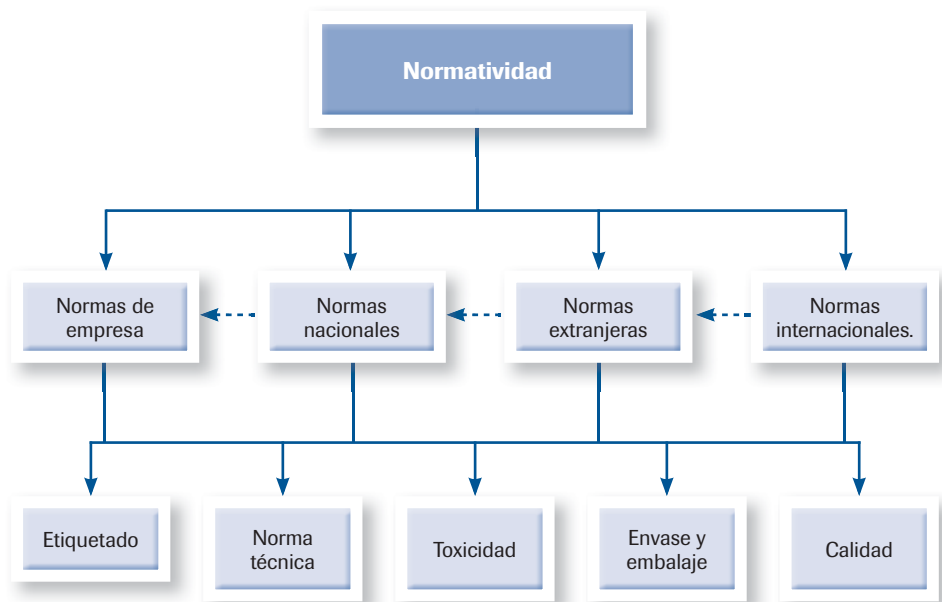 Normatividad
Normas de
empresa
Normas
nacionales
Normas
extranjeras
Normas
internacionales.
Etiquetado
Norma
técnica
Toxicidad
Envase y
embalaje
Calidad